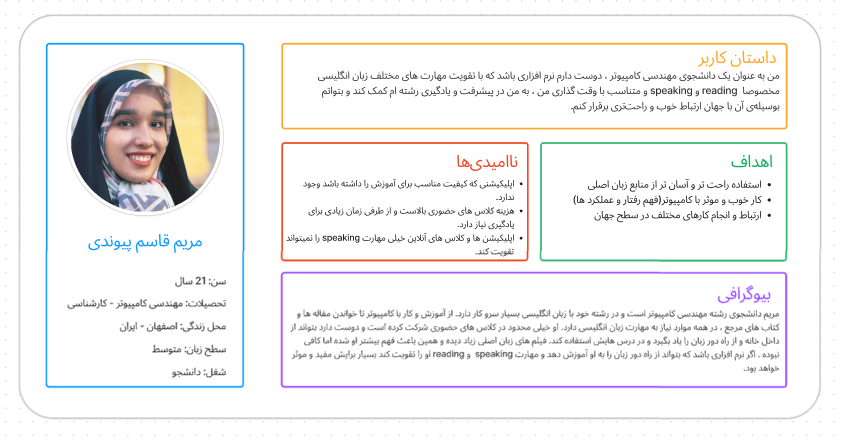 داستان کاربر
من به عنوان یک دانشجوی مهندسی کامپیوتر ، دوست دارم نرم افزاری باشد که با تقویت مهارت های مختلف زبان انگلیسی
مخصوصا reading و speaking و متناسب با وقت گذاری من ، به من در پیشرفت و یادگیری رشته ام کمک کند و بتوانم
بوسیله‌ی آن با جهان ارتباط خوب و راحت‌تری برقرار کنم.
اهداف
• استفاده راحت تر و آسان تر از منابع زبان اصلی
• کار خوب و موثر با کامپیوتر(فهم رفتار و عملکرد ها)
• ارتباط و انجام کارهای مختلف در سطح جهان
ناامیدی‌ها
• اپلیکیشنی که کیفیت مناسب برای آموزش را داشته باشد وجود
ندارد.
• هزینه کلاس های حضوری بالاست و از طرفی زمان زیادی برای
یادگیری نیاز دارد.
• اپلیکیشن ها و کلاس های آنلاین خیلی مهارت speaking را نمیتواند
تقویت کند.
بیوگرافی
مریم دانشجوی رشته مهندسی کامپیوتر است و در رشته خود با زبان انگلیسی بسیار سرو کار دارد. از آموزش و کار با کامپیوتر تا خواندن مقاله ها و
کتاب های مرجع ، در همه موارد نیاز به مهارت زبان انگلیسی دارد. او خیلی محدود در کلاس های حضوری شرکت کرده است و دوست دارد بتواند از
داخل خانه و از راه دور زبان را یاد بگیرد و در درس هایش استفاده کند. فیلم های زبان اصلی زیاد دیده و همین باعث فهم بیشتر او شده اما کافی
نبوده . اگر نرم افزاری باشد که بتواند از راه دور زبان را به او آموزش دهد و مهارت speaking و reading او را تقویت کند بسیار برایش مفید و موثر
خواهد بود.
مریم قاسم پیوندی
سن: 21 سال
تحصیلات: مهندسی کامپیوتر - کارشناسی
محل زندگی: اصفهان - ایران
سطح زبان: متوسط
شغل: دانشجو